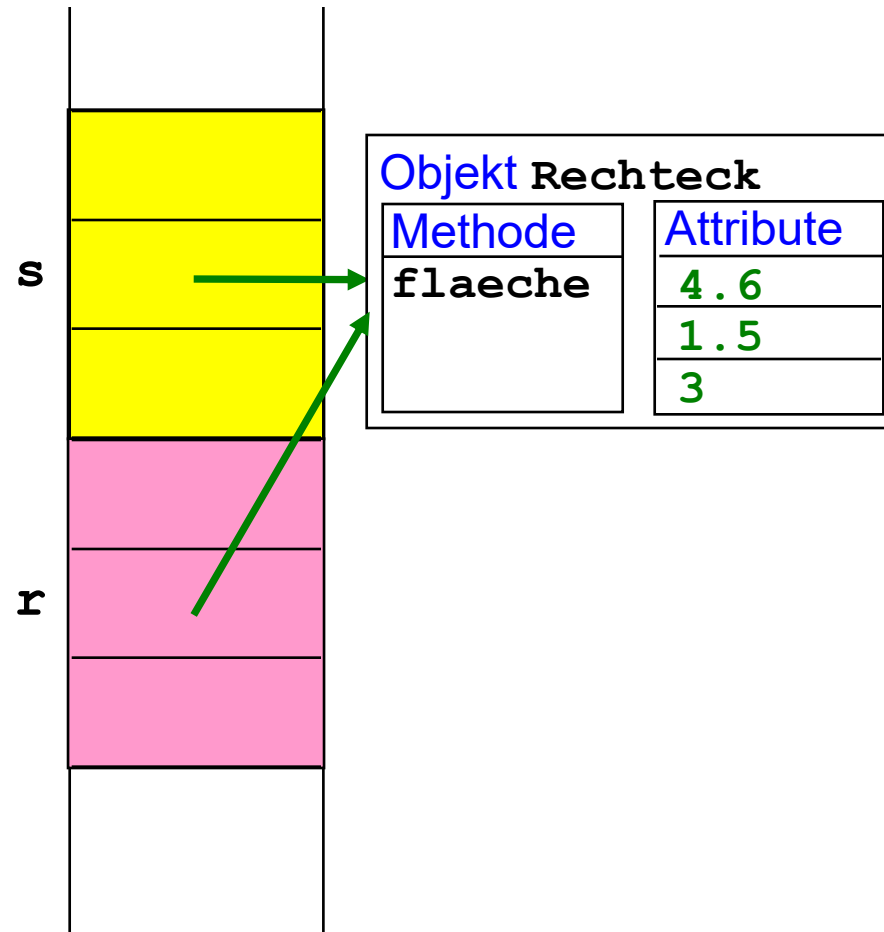 s
r
Objekt Rechteck
Methode
flaeche
Attribute
4.6
1.5
3